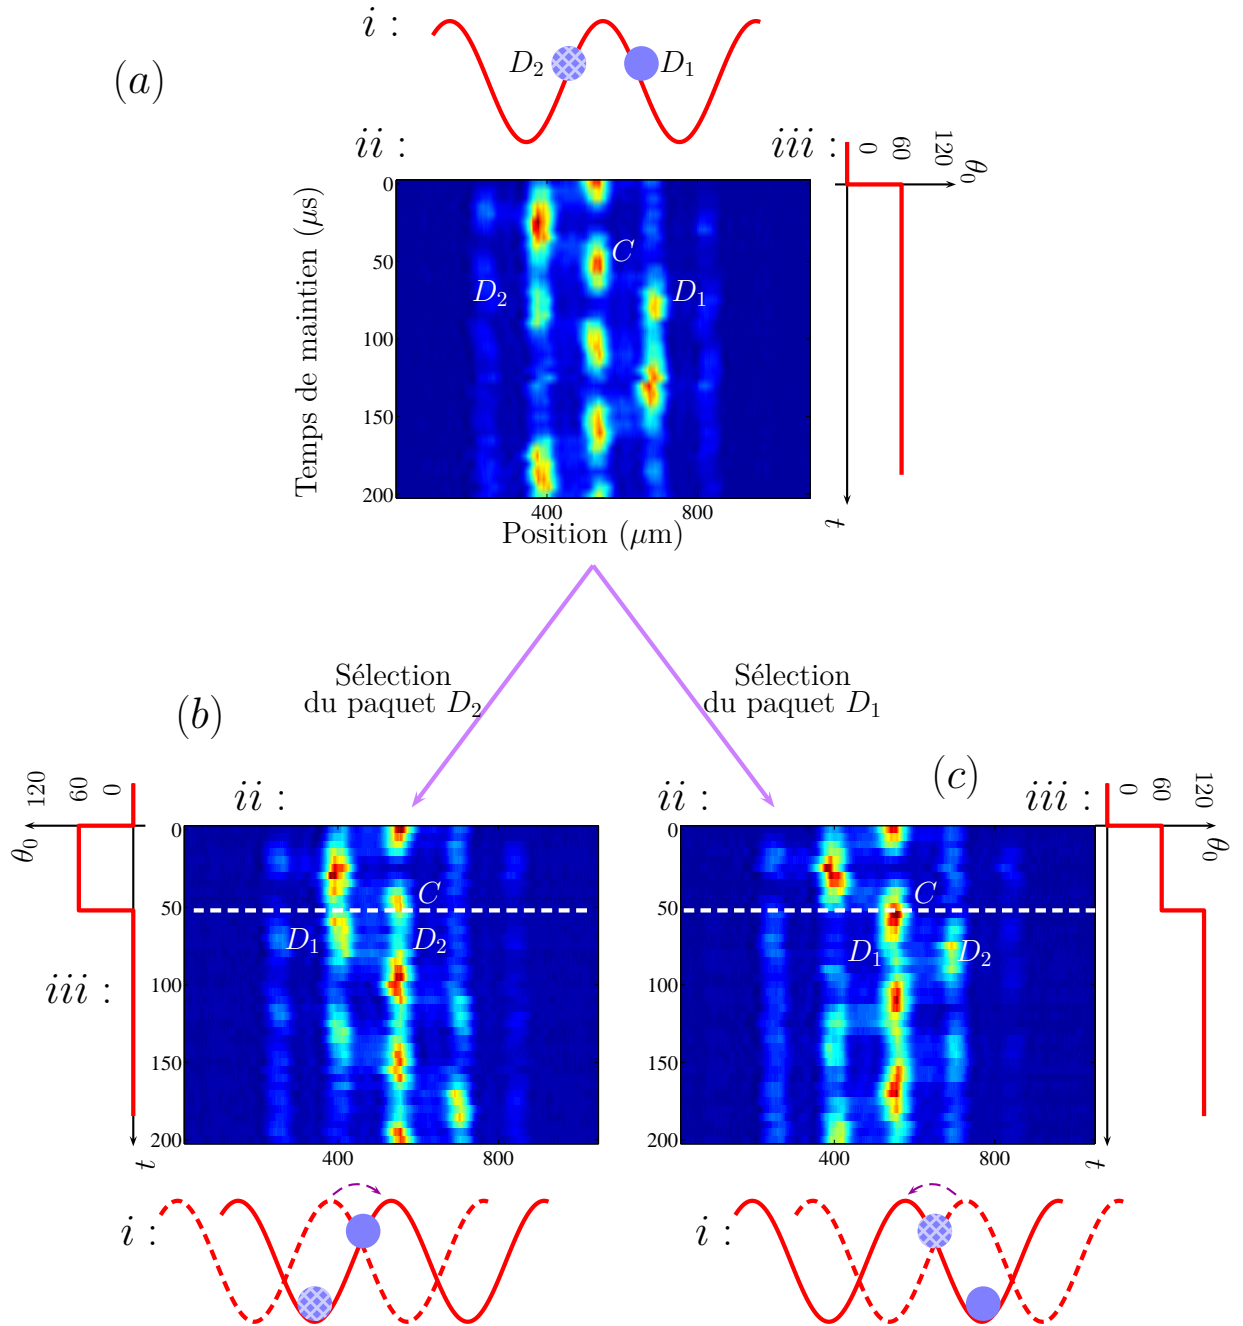 i :
D₂
D₁
(a)
ii :
iii :
0
60
120
θ₀
Temps de maintien (μs)
0
50
100
150
200
C
D₂
D₁
400
800
Position (μm)
t
Sélection
du paquet D₂
Sélection
du paquet D₁
(b)
ii :
120
60
0
θ₀
iii :
t
0
50
100
150
200
C
D₁
D₂
400
800
i :
(c)
ii :
iii :
0
60
120
θ₀
t
0
50
100
150
200
C
D₁
D₂
400
800
i :